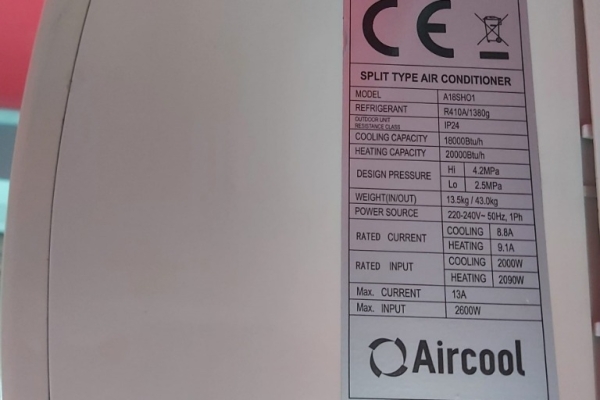 CE
SPLIT TYPE AIR CONDITIONER
MODEL A18SHO1
REFRIGERANT R410A/1380g
OUTDOOR UNIT RESISTANCE CLASS IP24
COOLING CAPACITY 18000Btu/h
HEATING CAPACITY 20000Btu/h
DESIGN PRESSURE Hi 4.2MPa
Lo 2.5MPa
WEIGHT(IN/OUT) 13.5kg / 43.0kg
POWER SOURCE 220-240V~ 50Hz, 1Ph
RATED CURRENT COOLING 8.8A
HEATING 9.1A
RATED INPUT COOLING 2000W
HEATING 2090W
Max. CURRENT 13A
Max. INPUT 2600W
Aircool